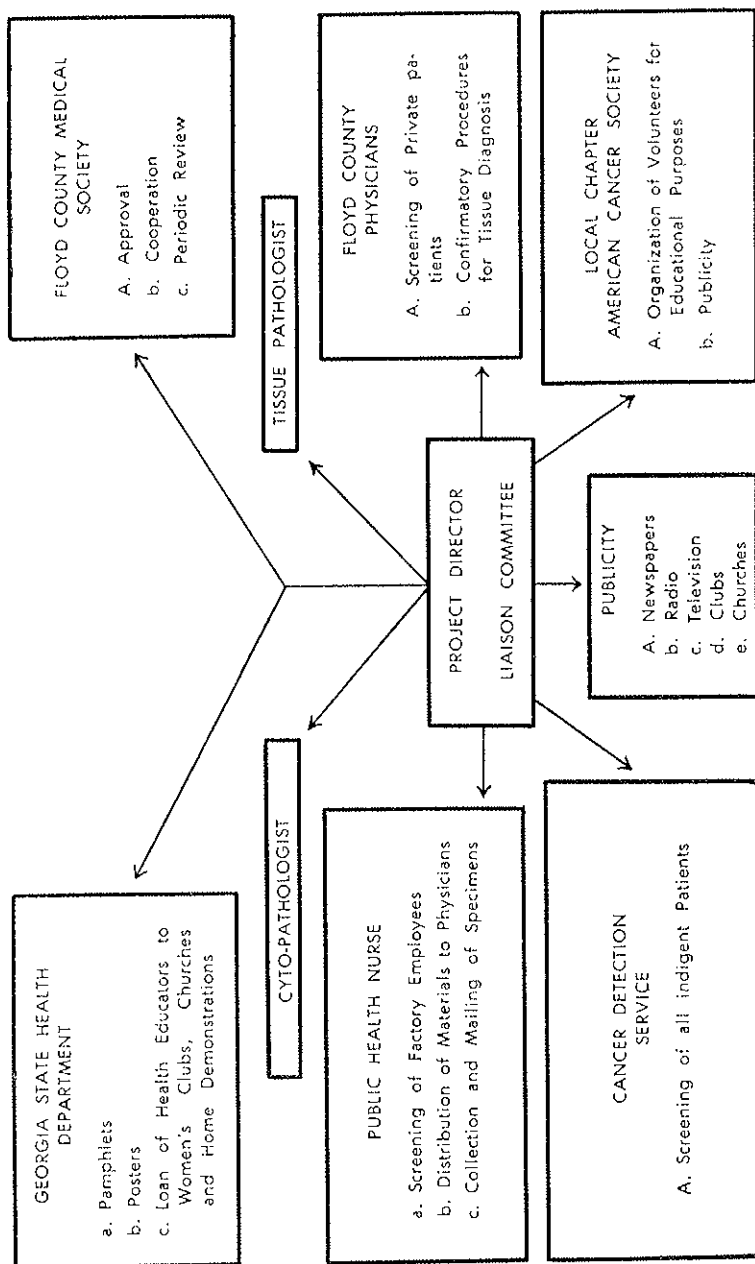 GEORGIA STATE HEALTH
DEPARTMENT
a. Pamphlets
b. Posters
c. Loan of Health Educators to
Women's Clubs, Churches
and Home Demonstrations
FLOYD COUNTY MEDICAL
SOCIETY
A. Approval
b. Cooperation
c. Periodic Review
CYTO-PATHOLOGIST
TISSUE PATHOLOGIST
PUBLIC HEALTH NURSE
a. Screening of Factory Employees
b. Distribution of Materials to Physicians
c. Collection and Mailing of Specimens
PROJECT DIRECTOR
LIAISON COMMITTEE
FLOYD COUNTY
PHYSICIANS
A. Screening of Private pa-
tients
b. Confirmatory Procedures
for Tissue Diagnosis
CANCER DETECTION
SERVICE
A. Screening of all indigent Patients
PUBLICITY
A. Newspapers
b. Radio
c. Television
d. Clubs
e. Churches
LOCAL CHAPTER
AMERICAN CANCER SOCIETY
A. Organization of Volunteers for
Educational Purposes
b. Publicity